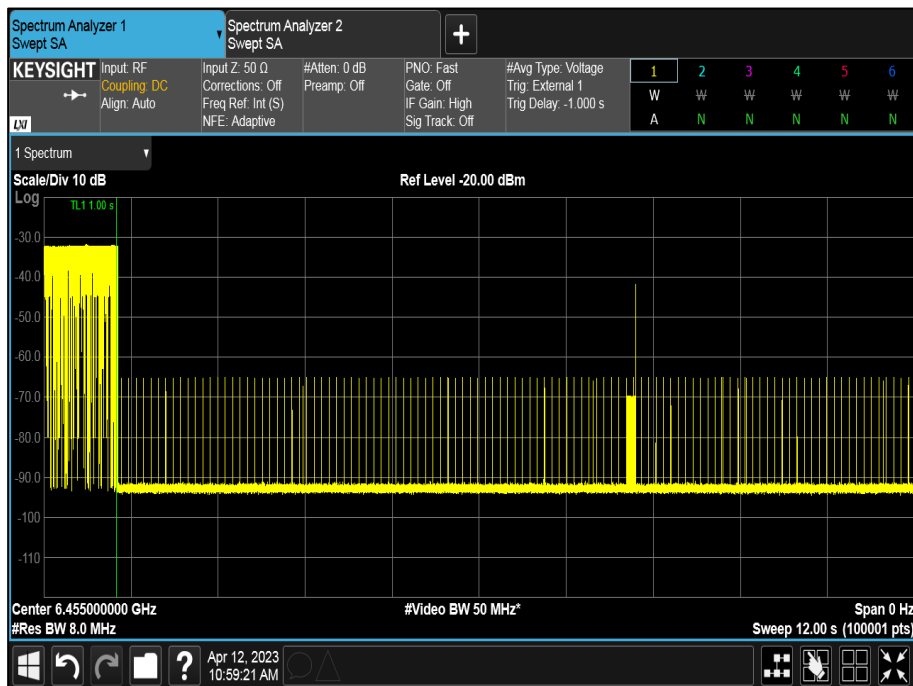 Spectrum Analyzer 1
Swept SA
Spectrum Analyzer 2
Swept SA
+
KEYSIGHT
LXI
Input: RF
Coupling: DC
Align: Auto
Input Z: 50 Ω
Corrections: Off
Freq Ref: Int (S)
NFE: Adaptive
#Atten: 0 dB
Preamp: Off
PNO: Fast
Gate: Off
IF Gain: High
Sig Track: Off
#Avg Type: Voltage
Trig: External 1
Trig Delay: -1.000 s
1 2 3 4 5 6
W W W W W W
A N N N N N
1 Spectrum
Scale/Div 10 dB
Ref Level -20.00 dBm
Log
TL1 1.00 s
-30.0
-40.0
-50.0
-60.0
-70.0
-80.0
-90.0
-100
-110
Center 6.455000000 GHz
#Video BW 50 MHz*
Span 0 Hz
#Res BW 8.0 MHz
Sweep 12.00 s (100001 pts)
?
Apr 12, 2023
10:59:21 AM